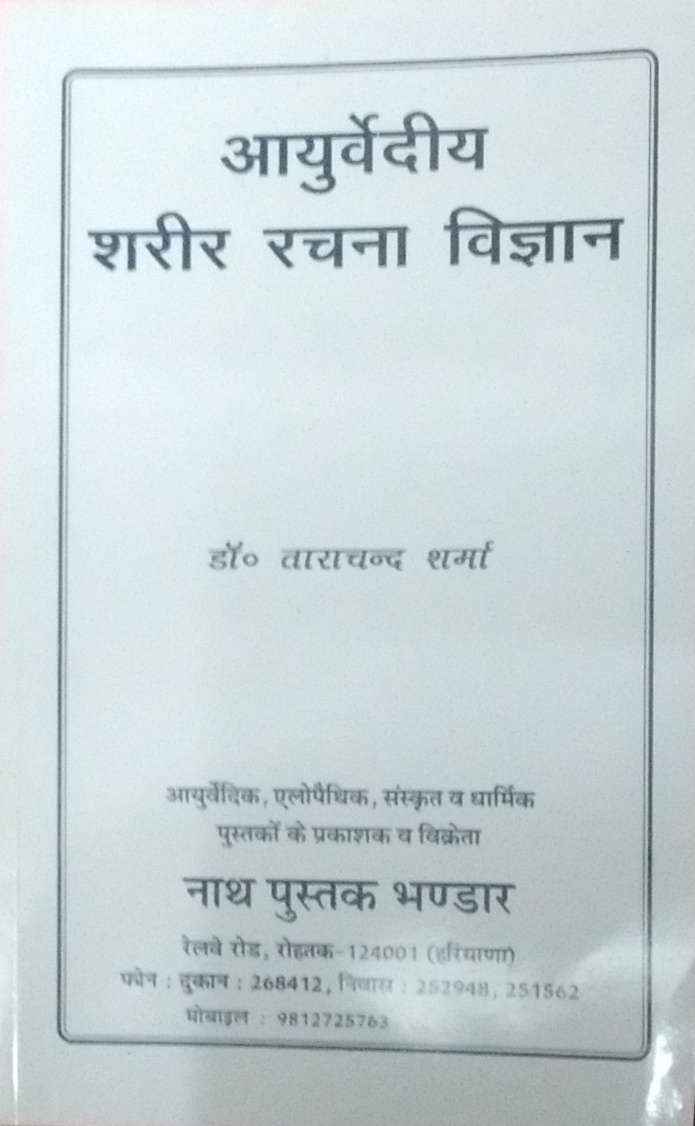 आयुर्वेदीय
शरीर रचना विज्ञान
डॉ० ताराचन्द शर्मा
आयुर्वेदिक, एलोपैथिक, संस्कृत व धार्मिक
पुस्तकों के प्रकाशक व विक्रेता
नाथ पुस्तक भण्डार
रेलवे रोड, रोहतक-124001 (हरियाणा)
फोन : दुकान : 268412, निवास : 252948, 251562
मोबाइल : 9812725763